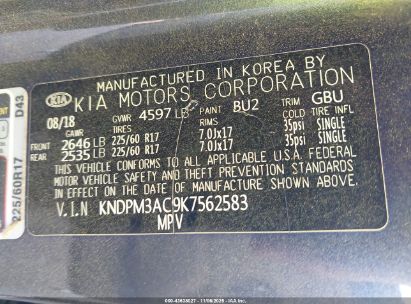 MANUFACTURED IN KOREA BY
KIA KIA MOTORS CORPORATION
08/18 GVWR 4597 LB PAINT BU2 TRIM GBU
TIRES RIMS COLD TIRE INFL
FRT 2646 LB 225/60 R17 7.0Jx17 35psi SINGLE
REAR 2535 LB 225/60 R17 7.0Jx17 35psi SINGLE
THIS VEHICLE CONFORMS TO ALL APPLICABLE U.S.A. FEDERAL
MOTOR VEHICLE SAFETY AND THEFT PREVENTION STANDARDS
IN EFFECT ON THE DATE OF MANUFACTURE SHOWN ABOVE.
V.I.N KNDPM3AC9K7562583
MPV
D43
225/60R17